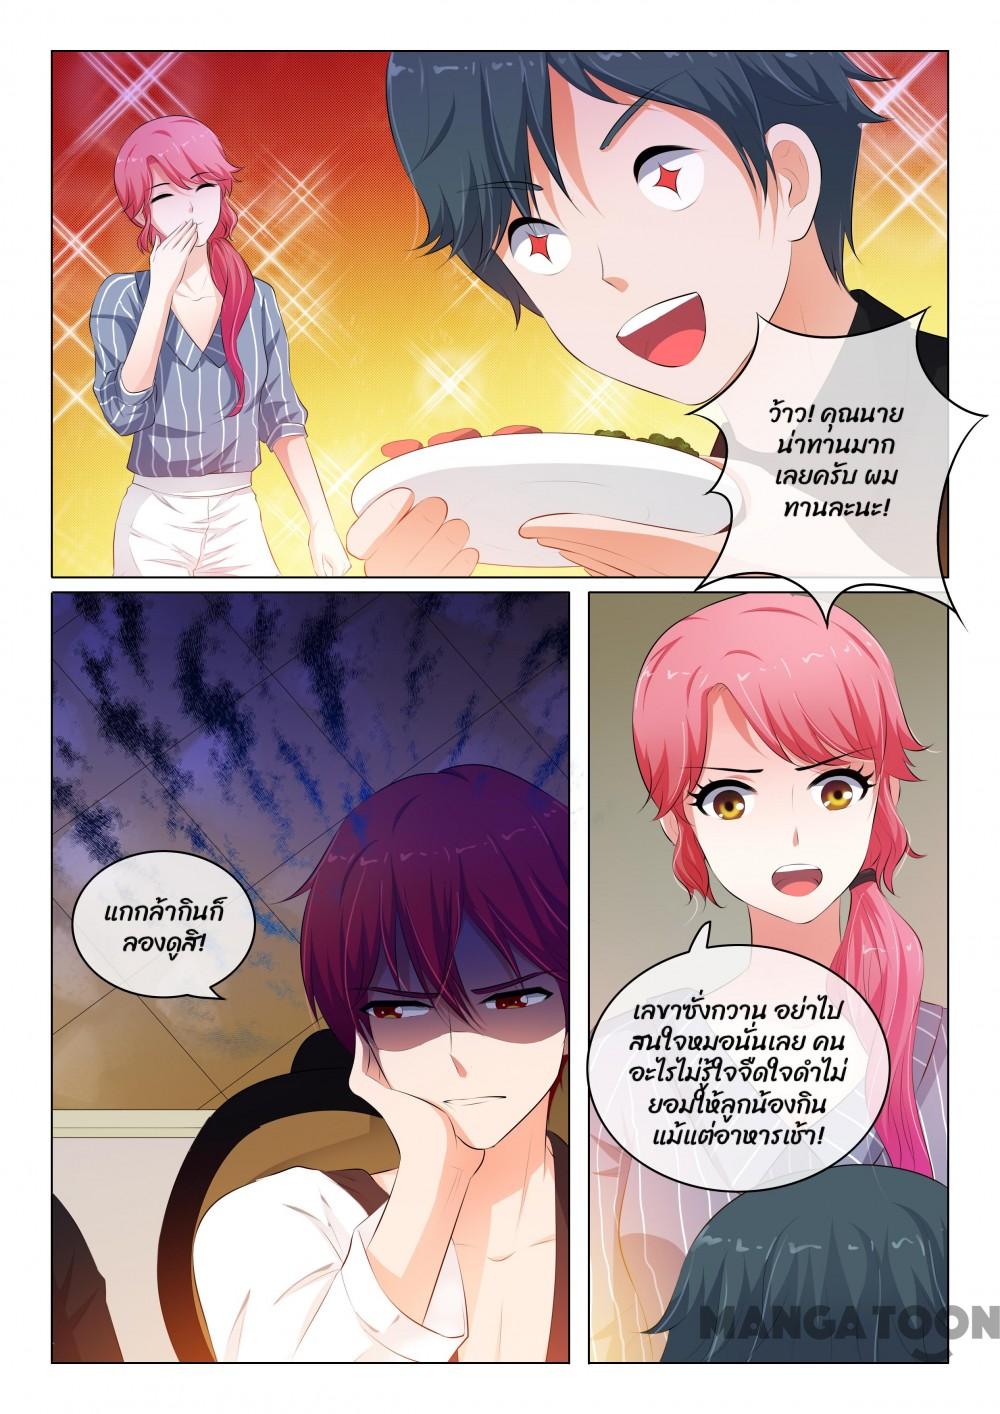 ว้าว! คุณนาย
น่าทานมาก
เลยครับ ผม
ทานละนะ!
แกกล้ากินก็
ลองดูสิ!
เลขาซั่งกวาน อย่าไป
สนใจหมอนั่นเลย คน
อะไรไม่รู้ใจจืดใจดำไม่
ยอมให้ลูกน้องกิน
แม้แต่อาหารเช้า!
MANGATOON